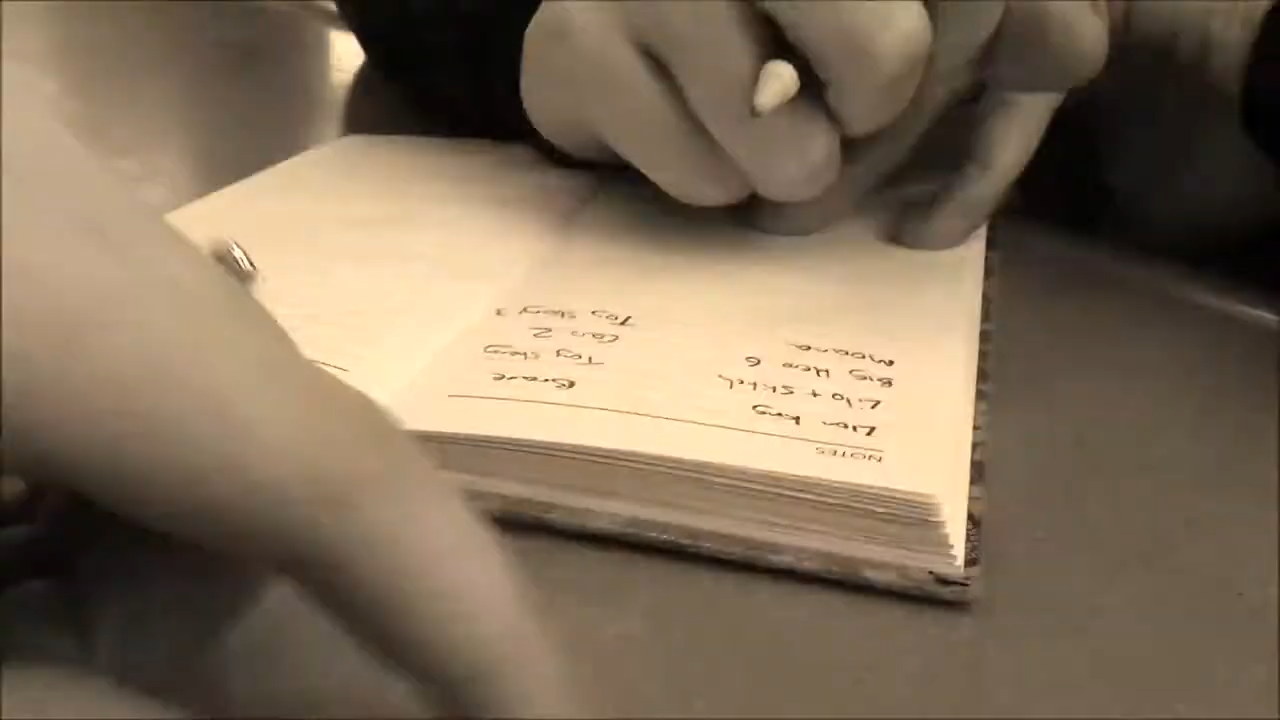 NOTES
Lion king
Lilo + Stitch
Big Hero 6
Moana
Brave
Toy story
Cars 2
Toy story 3